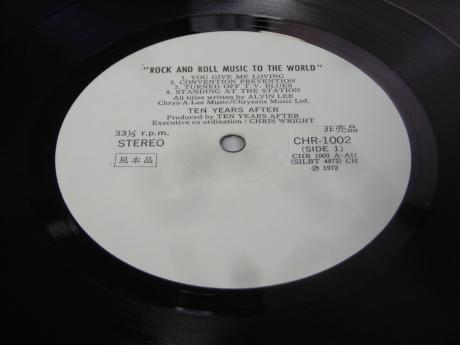 "ROCK AND ROLL MUSIC TO THE WORLD"
1. YOU GIVE ME LOVING
2. CONVENTION PREVENTION
3. TURNED OFF T.V. BLUES
4. STANDING AT THE STATION
All titles written by ALVIN LEE
Chrys-A-Lee Music/Chrysalis Music Ltd.
TEN YEARS AFTER
Produced by TEN YEARS AFTER
Executive co ordination : CHRIS WRIGHT
33⅓ r.p.m.
STEREO
見本品
非売品
CHR-1002
(SIDE 1)
CHR 1009 A-AU
(SILBT 4872) CH
Ⓟ 1972